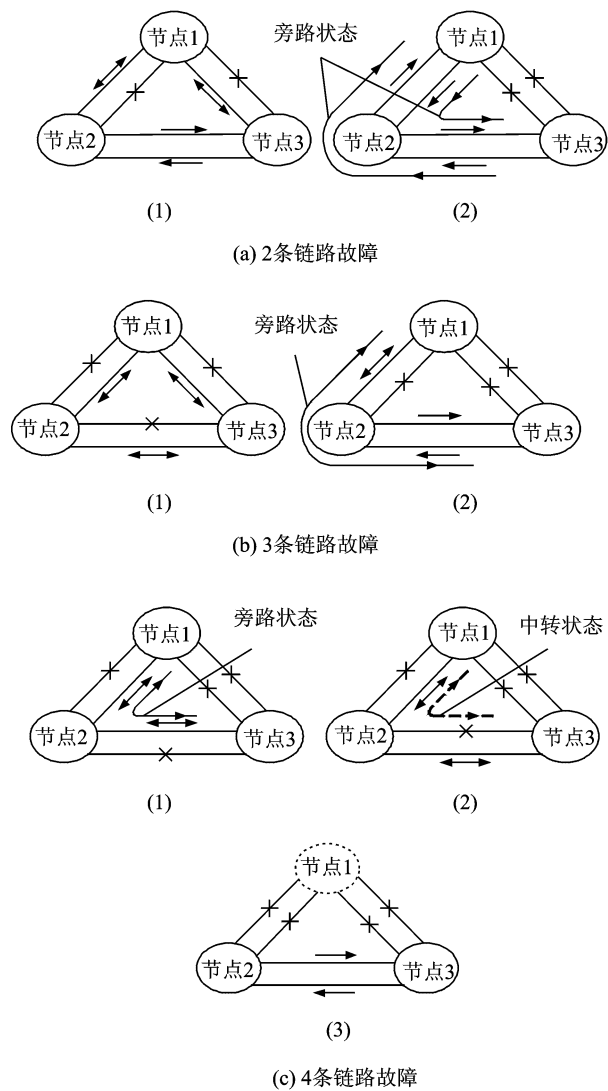 节点1
旁路状态
节点1
节点2
节点3
节点2
节点3
(1)
(2)
(a) 2条链路故障
节点1
旁路状态
节点1
节点2
节点3
节点2
节点3
(1)
(2)
(b) 3条链路故障
节点1
旁路状态
节点1
中转状态
节点2
节点3
节点2
节点3
(1)
(2)
节点1
节点2
节点3
(3)
(c) 4条链路故障